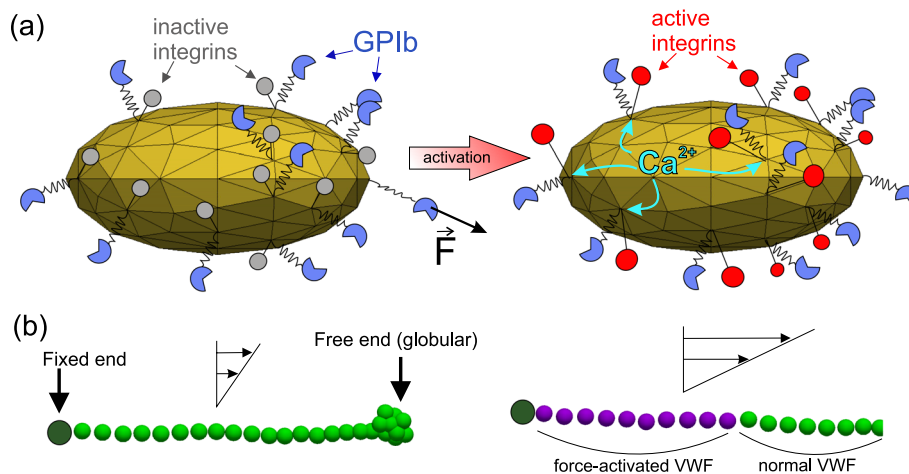 (a)
inactive
integrins
GPIb
active
integrins
activation
Ca2+
F
(b)
Fixed end
Free end (globular)
force-activated VWF
normal VWF